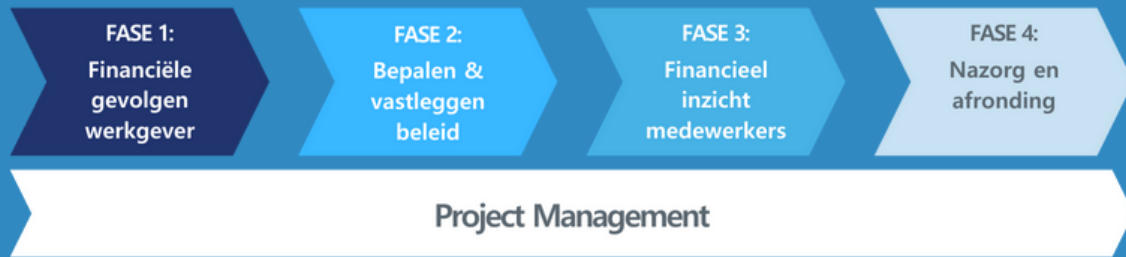 FASE 1:
Financiële
gevolgen
werkgever
FASE 2:
Bepalen &
vastleggen
beleid
FASE 3:
Financieel
inzicht
medewerkers
FASE 4:
Nazorg en
afronding
Project Management